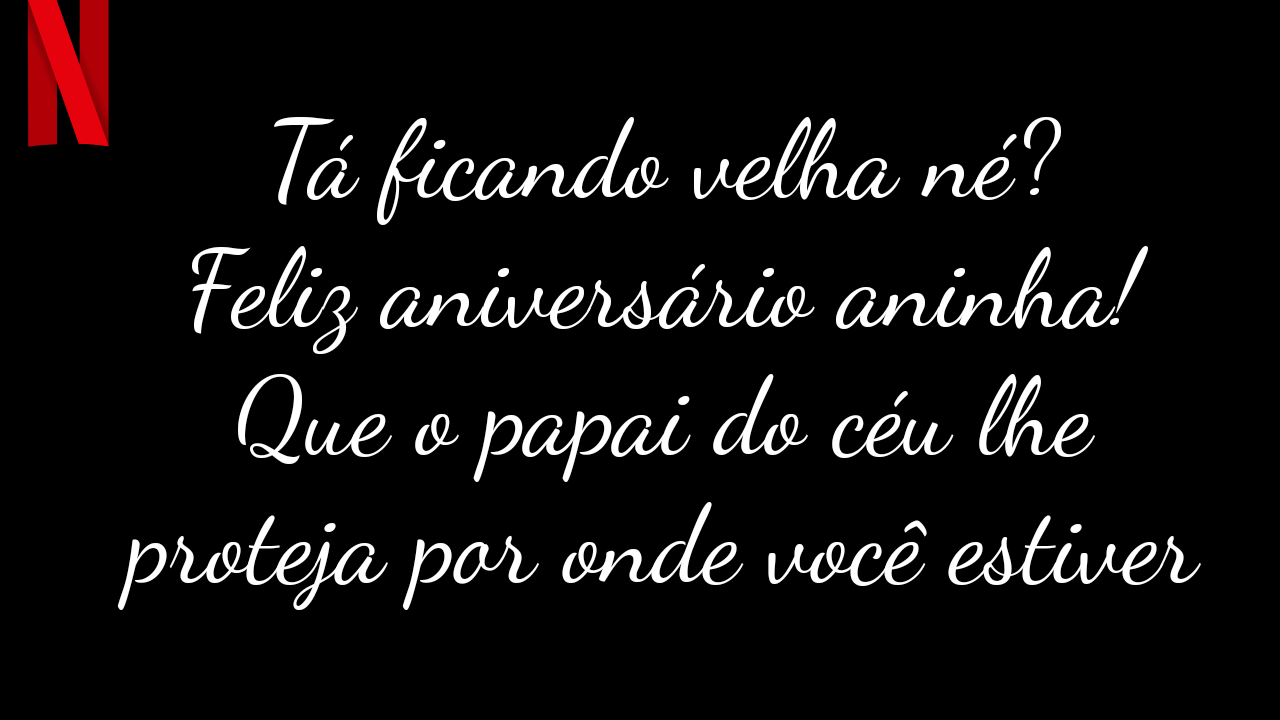 N
Tá ficando velha né?
Feliz aniversário aninha!
Que o papai do céu lhe
proteja por onde você estiver